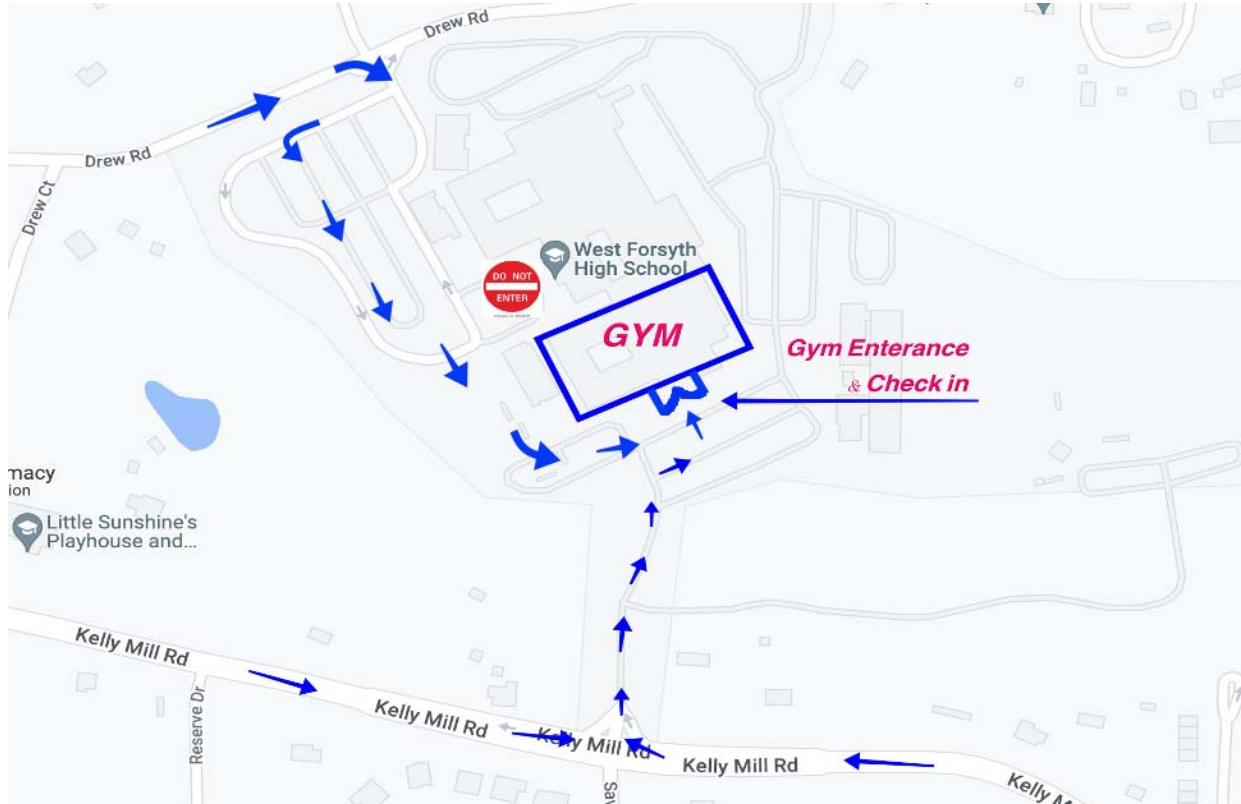 Drew Rd
Drew Rd
Drew Ct
West Forsyth
High School
DO NOT
ENTER
GYM
Gym Enterance
& Check in
macy
ion
Little Sunshine's
Playhouse and...
Kelly Mill Rd
Reserve Dr
Kelly Mill Rd
Kelly Mill Rd
Kelly Mill Rd
Kelly M
Sav